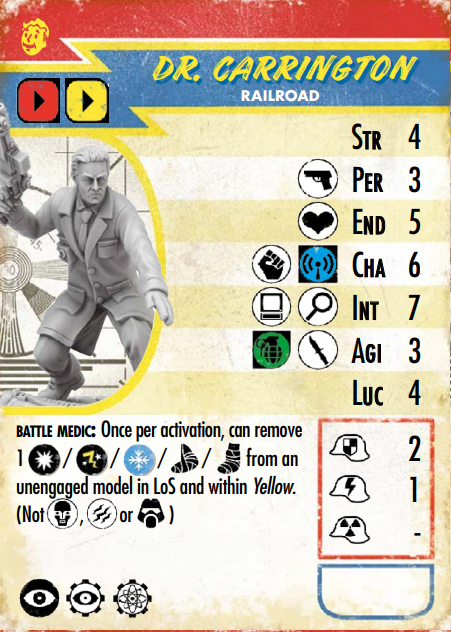 DR. CARRINGTON
RAILROAD
STR 4
PER 3
END 5
CHA 6
INT 7
AGI 3
LUC 4
BATTLE MEDIC: Once per activation, can remove
1 / / / / from an
unengaged model in LoS and within Yellow.
(Not , or )
2
1
-